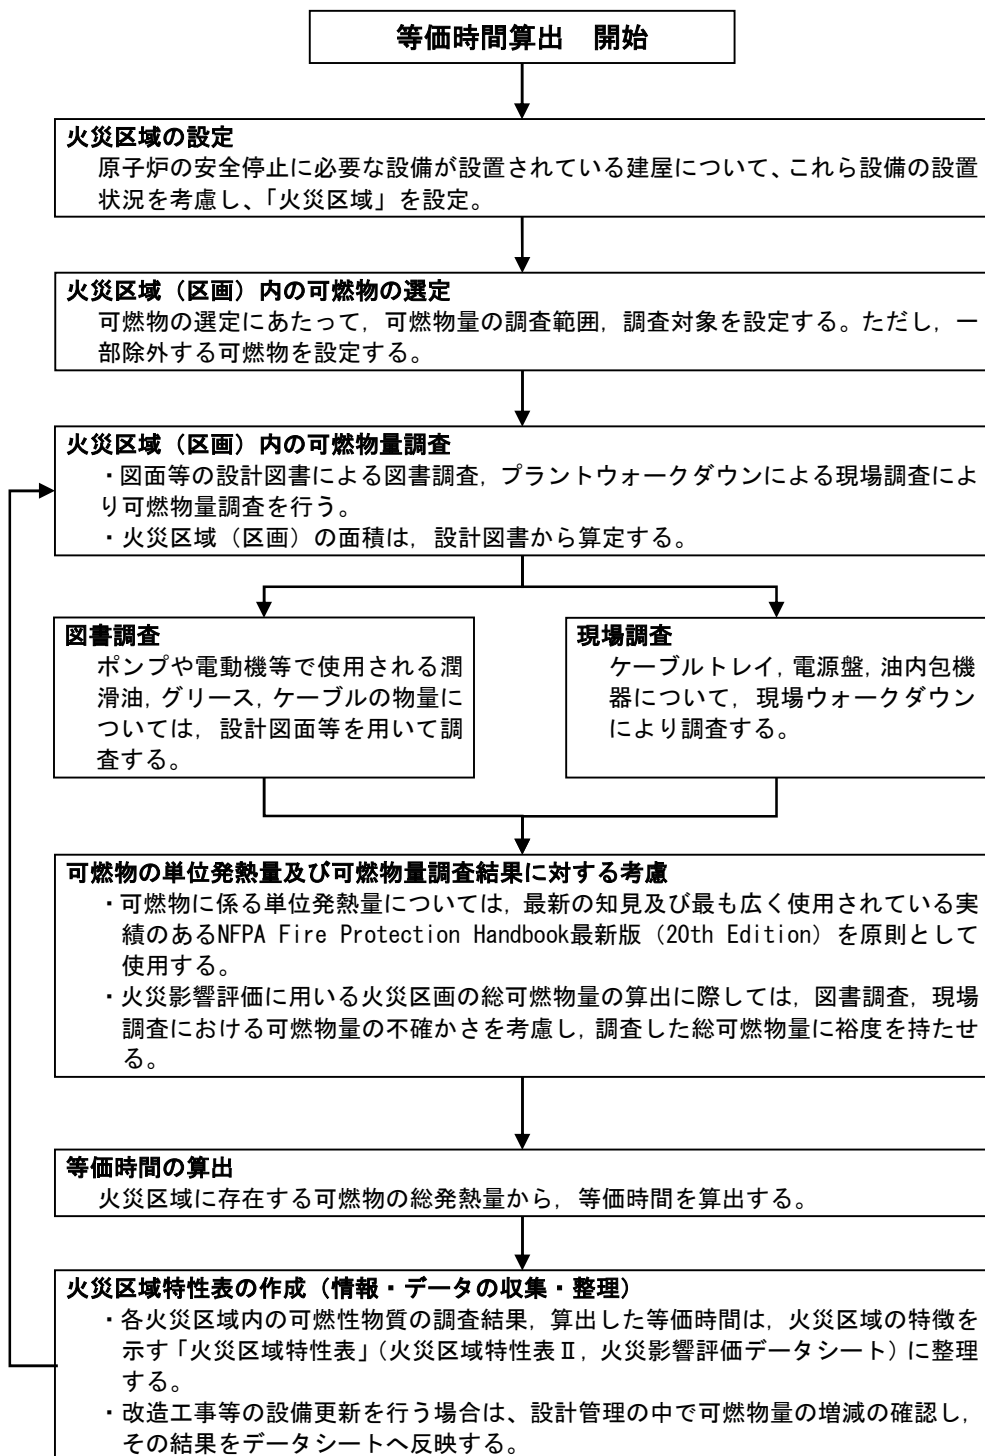 等価時間算出　開始
火災区域の設定
原子炉の安全停止に必要な設備が設置されている建屋について、これら設備の設置
状況を考慮し、「火災区域」を設定。
火災区域（区画）内の可燃物の選定
可燃物の選定にあたって，可燃物量の調査範囲，調査対象を設定する。ただし，一
部除外する可燃物を設定する。
火災区域（区画）内の可燃物量調査
・図面等の設計図書による図書調査，プラントウォークダウンによる現場調査によ
り可燃物量調査を行う。
・火災区域（区画）の面積は，設計図書から算定する。
図書調査
ポンプや電動機等で使用される潤
滑油，グリース，ケーブルの物量に
ついては，設計図面等を用いて調
査する。
現場調査
ケーブルトレイ，電源盤，油内包機
器について，現場ウォークダウン
により調査する。
可燃物の単位発熱量及び可燃物量調査結果に対する考慮
・可燃物に係る単位発熱量については，最新の知見及び最も広く使用されている実
績のあるNFPA Fire Protection Handbook最新版（20th Edition）を原則として
使用する。
・火災影響評価に用いる火災区画の総可燃物量の算出に際しては，図書調査，現場
調査における可燃物量の不確かさを考慮し，調査した総可燃物量に裕度を持たせ
る。
等価時間の算出
火災区域に存在する可燃物の総発熱量から，等価時間を算出する。
火災区域特性表の作成（情報・データの収集・整理）
・各火災区域内の可燃性物質の調査結果，算出した等価時間は，火災区域の特徴を
示す「火災区域特性表」（火災区域特性表Ⅱ，火災影響評価データシート）に整理
する。
・改造工事等の設備更新を行う場合は、設計管理の中で可燃物量の増減の確認し，
その結果をデータシートへ反映する。